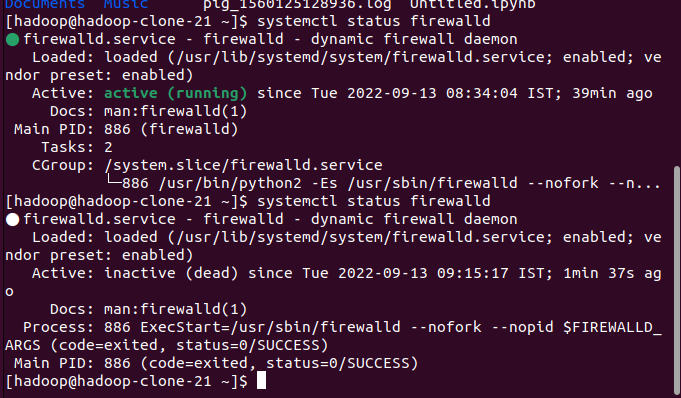 Documents  Music      pig_1560125128936.log  Untitled.ipynb
[hadoop@hadoop-clone-21 ~]$ systemctl status firewalld
● firewalld.service - firewalld - dynamic firewall daemon
   Loaded: loaded (/usr/lib/systemd/system/firewalld.service; enabled; ve
ndor preset: enabled)
   Active: active (running) since Tue 2022-09-13 08:34:04 IST; 39min ago
     Docs: man:firewalld(1)
 Main PID: 886 (firewalld)
    Tasks: 2
   CGroup: /system.slice/firewalld.service
           └─886 /usr/bin/python2 -Es /usr/sbin/firewalld --nofork --n...
[hadoop@hadoop-clone-21 ~]$ systemctl status firewalld
● firewalld.service - firewalld - dynamic firewall daemon
   Loaded: loaded (/usr/lib/systemd/system/firewalld.service; enabled; ve
ndor preset: enabled)
   Active: inactive (dead) since Tue 2022-09-13 09:15:17 IST; 1min 37s ag
o
     Docs: man:firewalld(1)
  Process: 886 ExecStart=/usr/sbin/firewalld --nofork --nopid $FIREWALLD_
ARGS (code=exited, status=0/SUCCESS)
 Main PID: 886 (code=exited, status=0/SUCCESS)
[hadoop@hadoop-clone-21 ~]$